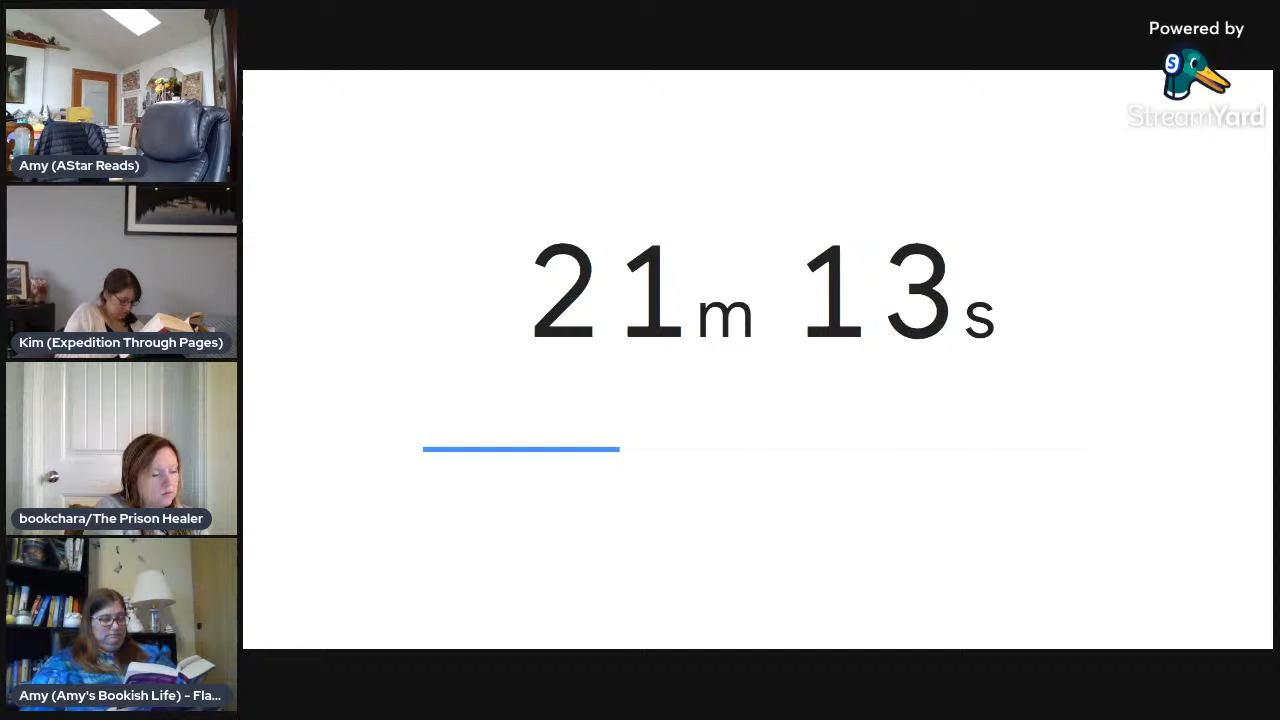 Powered by
StreamYard
Amy (AStar Reads)
Kim (Expedition Through Pages)
bookchara/The Prison Healer
Amy (Amy's Bookish Life) - Fla...
21m 13s